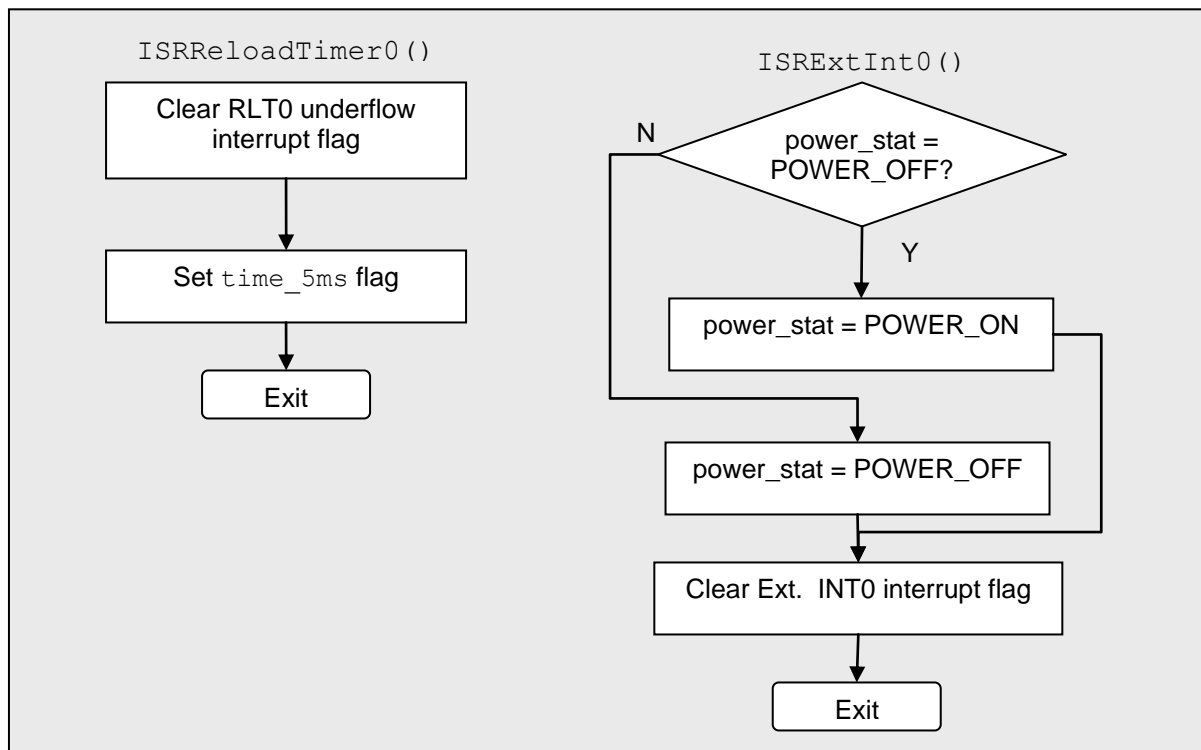 ISRReloadTimer0()
Clear RLT0 underflow
interrupt flag
Set time_5ms flag
Exit
ISRExtInt0()
power_stat =
POWER_OFF?
N
Y
power_stat = POWER_ON
power_stat = POWER_OFF
Clear Ext. INT0 interrupt flag
Exit